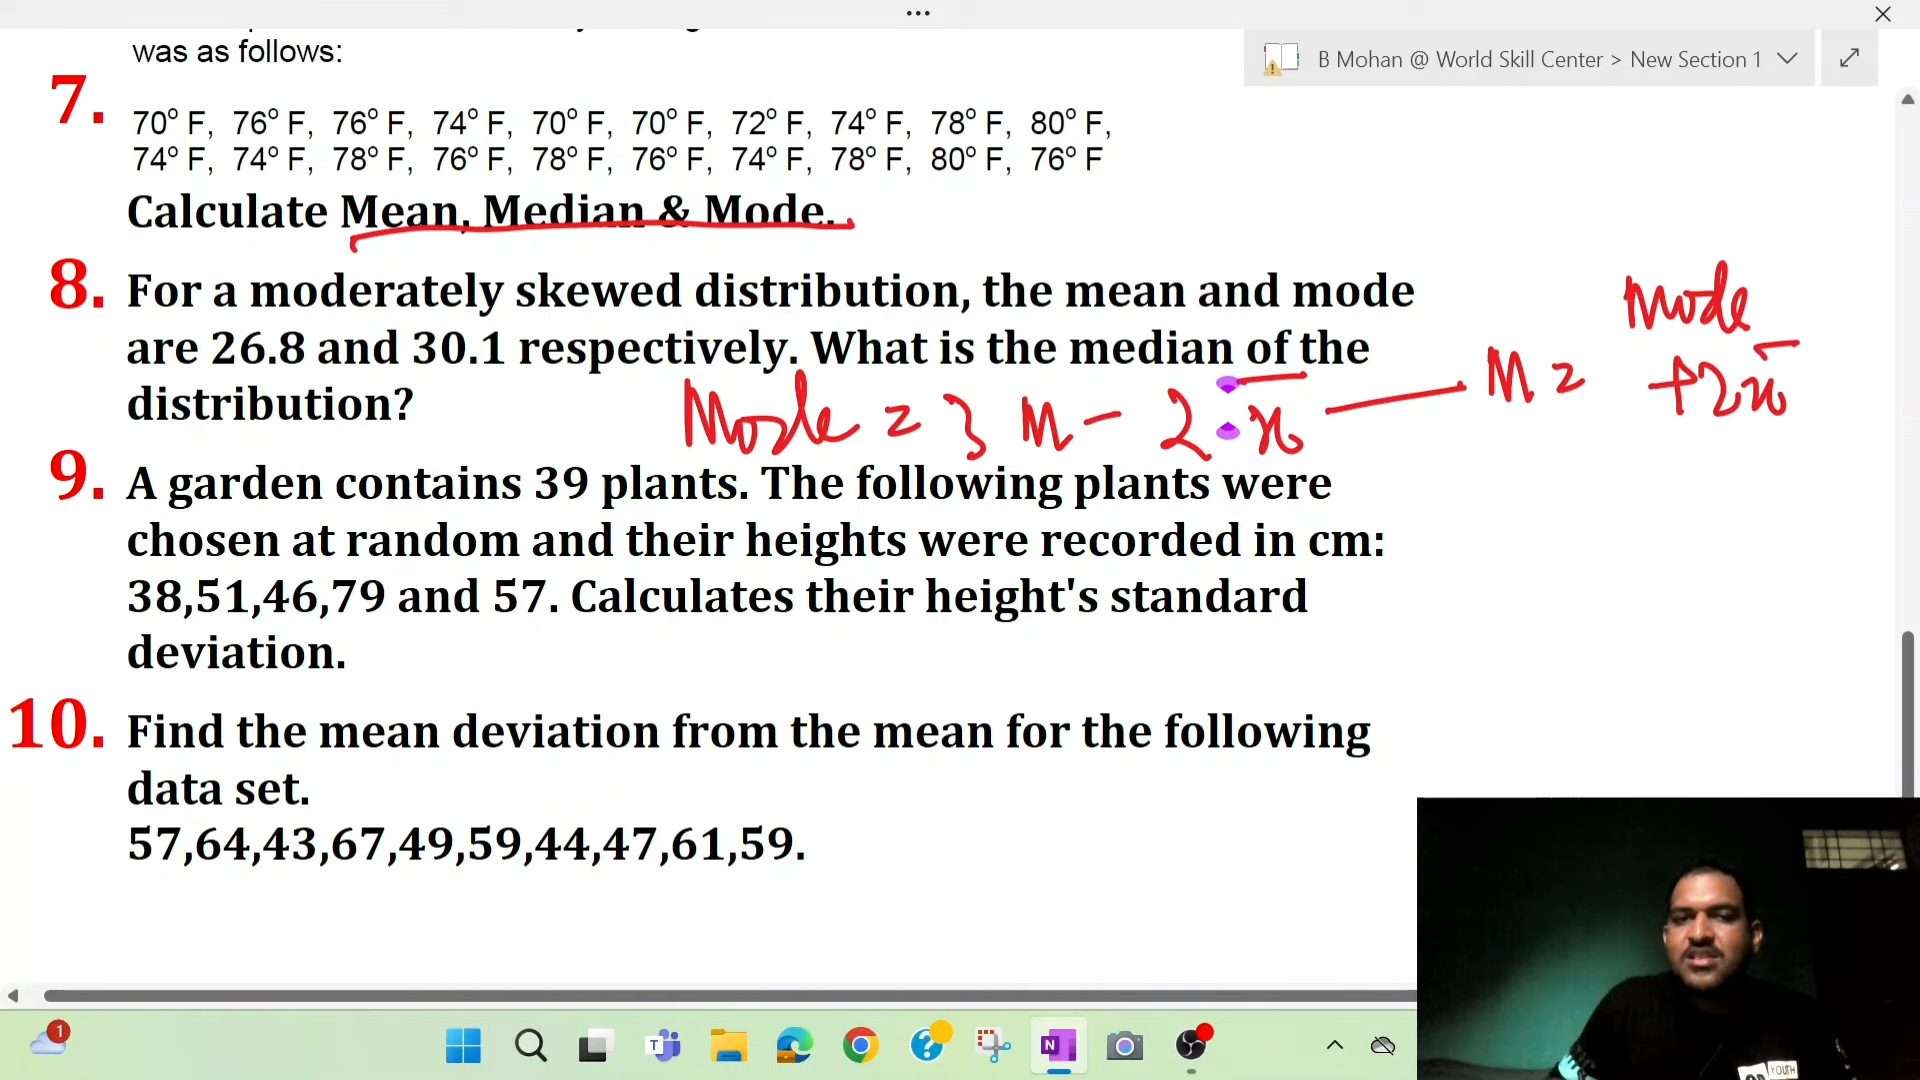 was as follows:
B Mohan @ World Skill Center > New Section 1
7.
70° F, 76° F, 76° F, 74° F, 70° F, 70° F, 72° F, 74° F, 78° F, 80° F,
74° F, 74° F, 78° F, 76° F, 78° F, 76° F, 74° F, 78° F, 80° F, 76° F
Calculate Mean, Median & Mode.
8. For a moderately skewed distribution, the mean and mode
are 26.8 and 30.1 respectively. What is the median of the
distribution?
Mode = 3 M - 2 x̅
M =
Mode
+2x̅
9. A garden contains 39 plants. The following plants were
chosen at random and their heights were recorded in cm:
38,51,46,79 and 57. Calculates their height's standard
deviation.
10. Find the mean deviation from the mean for the following
data set.
57,64,43,67,49,59,44,47,61,59.
YOUTH
1